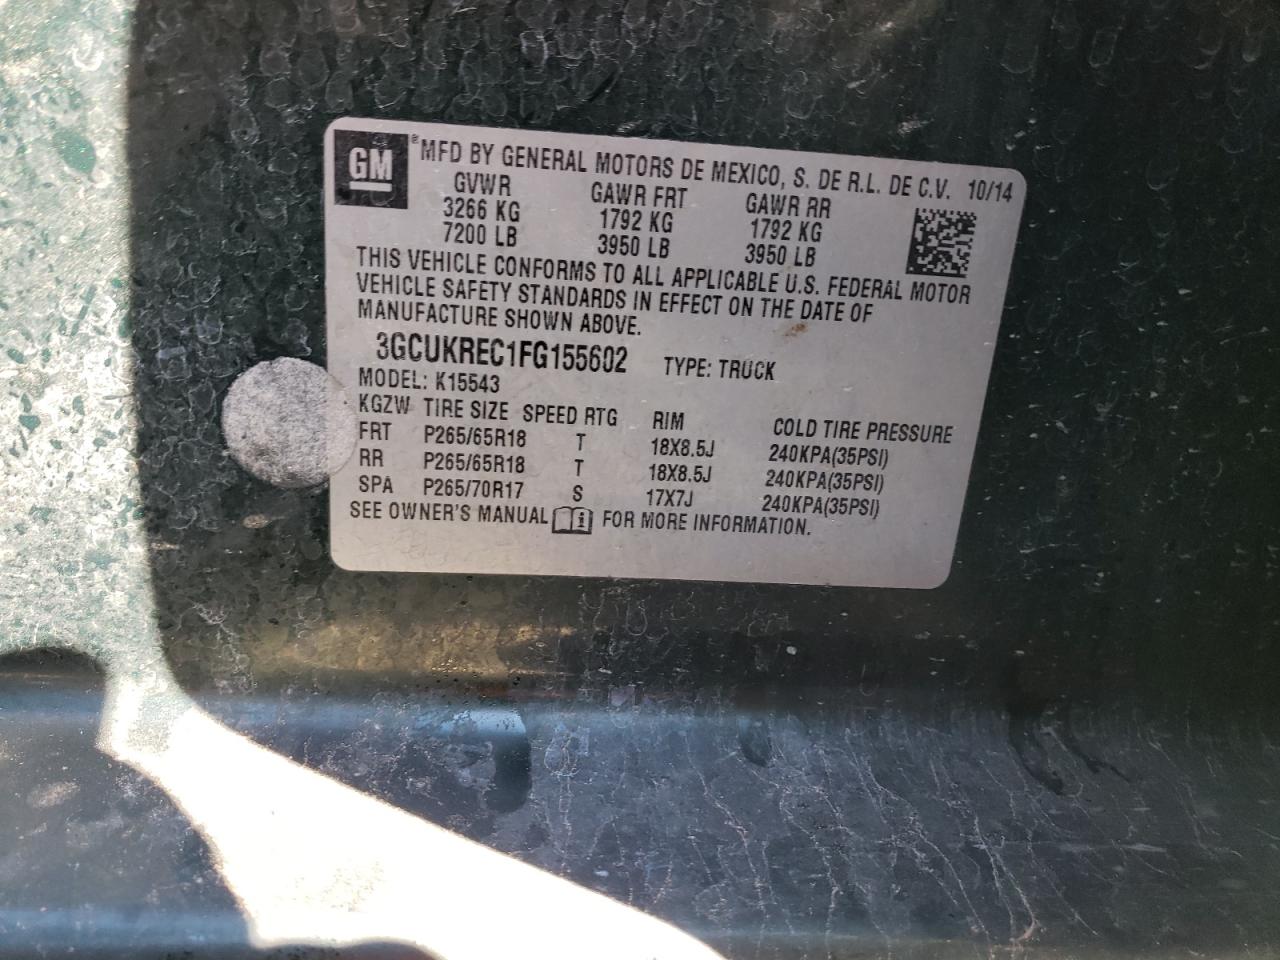 GM ® MFD BY GENERAL MOTORS DE MEXICO, S. DE R.L. DE C.V. 10/14
GVWR GAWR FRT GAWR RR
3266 KG 1792 KG 1792 KG
7200 LB 3950 LB 3950 LB
THIS VEHICLE CONFORMS TO ALL APPLICABLE U.S. FEDERAL MOTOR
VEHICLE SAFETY STANDARDS IN EFFECT ON THE DATE OF
MANUFACTURE SHOWN ABOVE.
3GCUKREC1FG155602 TYPE: TRUCK
MODEL: K15543
KGZW TIRE SIZE SPEED RTG RIM COLD TIRE PRESSURE
FRT P265/65R18 T 18X8.5J 240KPA(35PSI)
RR P265/65R18 T 18X8.5J 240KPA(35PSI)
SPA P265/70R17 S 17X7J 240KPA(35PSI)
SEE OWNER'S MANUAL i FOR MORE INFORMATION.